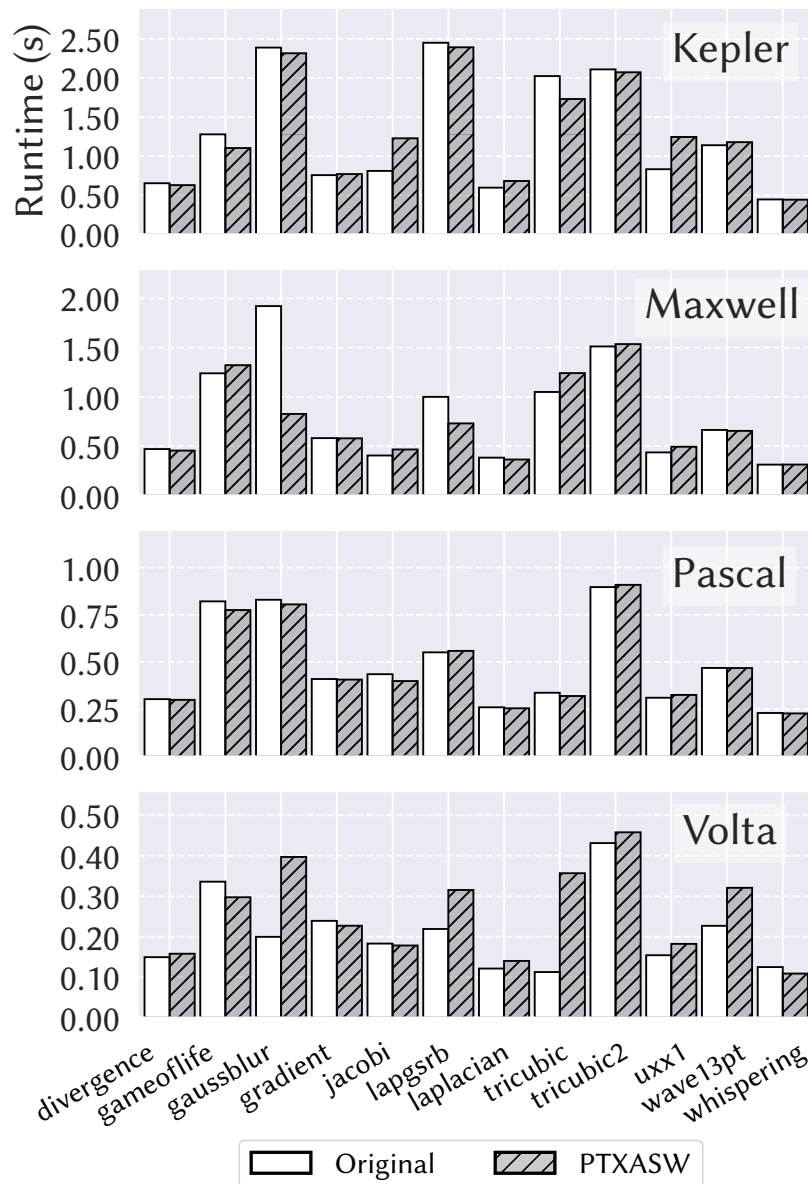 Runtime (s)
Kepler
2.50
2.00
1.50
1.00
0.50
0.00
Maxwell
2.00
1.50
1.00
0.50
0.00
Pascal
1.00
0.75
0.50
0.25
0.00
Volta
0.50
0.40
0.30
0.20
0.10
0.00
divergence
gameoflife
gaussblur
gradient
jacobi
lapgsrb
laplacian
tricubic
tricubic2
uxx1
wave13pt
whispering
Original
PTXASW